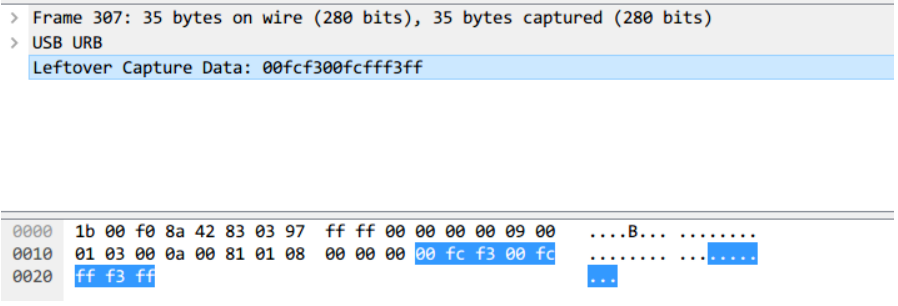 > Frame 307: 35 bytes on wire (280 bits), 35 bytes captured (280 bits)
> USB URB
Leftover Capture Data: 00fcf300fcfff3ff
0000 1b 00 f0 8a 42 83 03 97 ff ff 00 00 00 00 09 00 ....B... ........
0010 01 03 00 0a 00 81 01 08 00 00 00 00 fc f3 00 fc ........ ........
0020 ff f3 ff ...